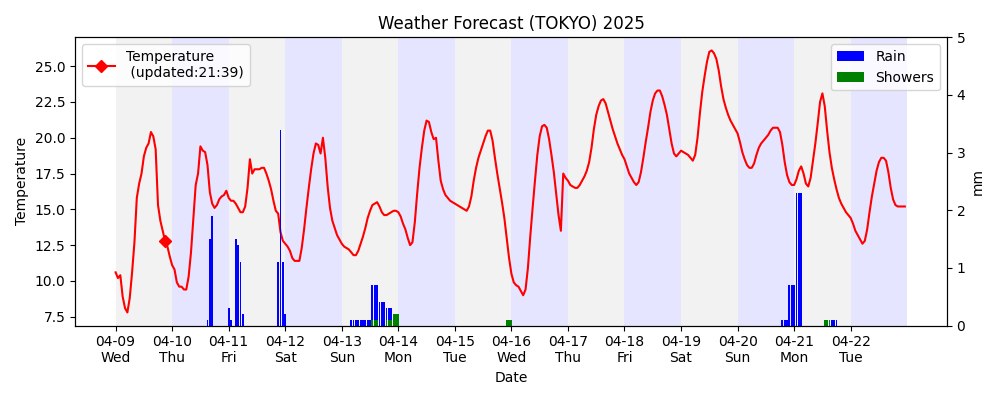 Weather Forecast (TOKYO) 2025
Temperature
(updated:21:39)
Rain
Showers
Temperature
25.0
22.5
20.0
17.5
15.0
12.5
10.0
7.5
5
4
3
2
1
0
mm
04-09 04-10 04-11 04-12 04-13 04-14 04-15 04-16 04-17 04-18 04-19 04-20 04-21 04-22
Wed Thu Fri Sat Sun Mon Tue Wed Thu Fri Sat Sun Mon Tue
Date